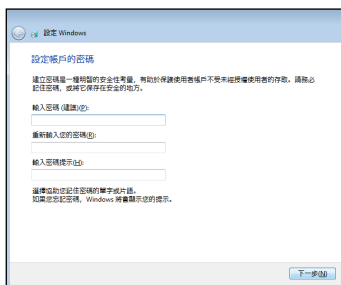 設定 Windows
設定帳戶的密碼
建立密碼是一種明智的安全性考量，有助於保護使用者帳戶不受未經授權使用者的存取。請務必
記住密碼，或將它保存在安全的地方。
輸入密碼 (建議)(P):
重新輸入您的密碼(R):
輸入密碼提示(H):
選擇協助您記住密碼的單字或片語。
如果您忘記密碼，Windows 將會顯示您的提示。
下一步(N)